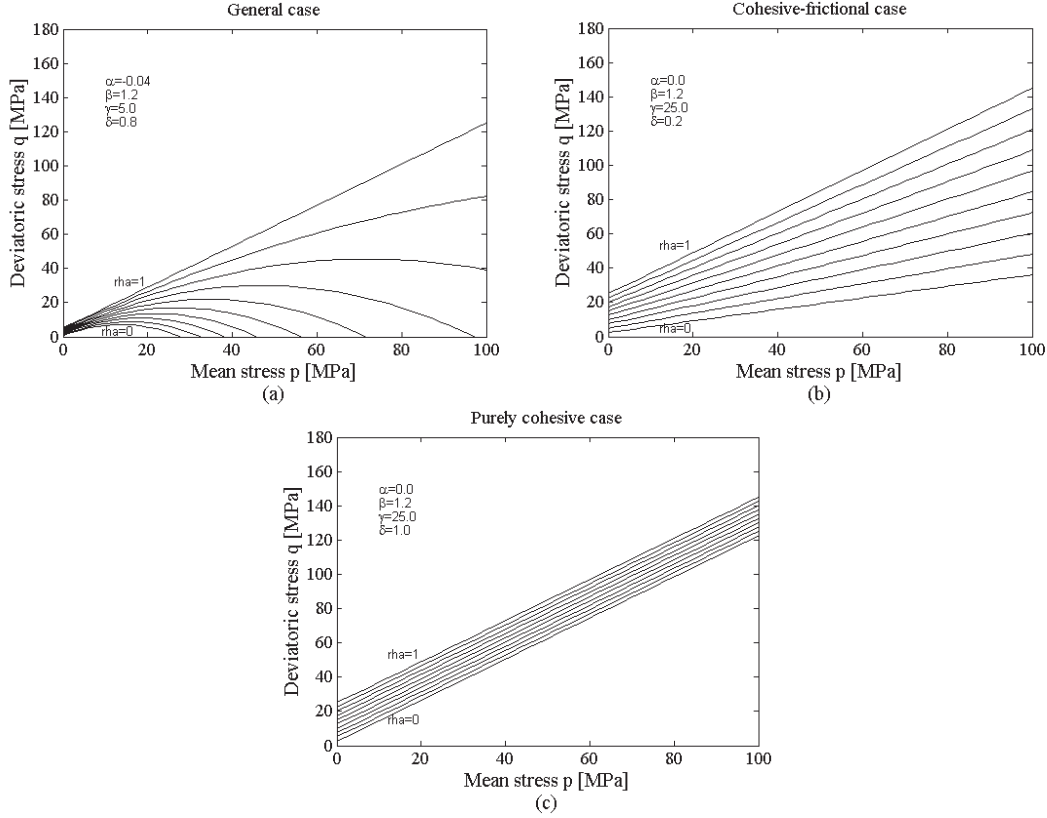 General case
180
160
140
120
100
80
60
40
20
0
Deviatoric stress q [MPa]
α=-0.04
β=1.2
γ=5.0
δ=0.8
rha=1
rha=0
0 20 40 60 80 100
Mean stress p [MPa]
(a)
Cohesive-frictional case
180
160
140
120
100
80
60
40
20
0
Deviatoric stress q [MPa]
α=0.0
β=1.2
γ=25.0
δ=0.2
rha=1
rha=0
0 20 40 60 80 100
Mean stress p [MPa]
(b)
Purely cohesive case
180
160
140
120
100
80
60
40
20
0
Deviatoric stress q [MPa]
α=0.0
β=1.2
γ=25.0
δ=1.0
rha=1
rha=0
0 20 40 60 80 100
Mean stress p [MPa]
(c)